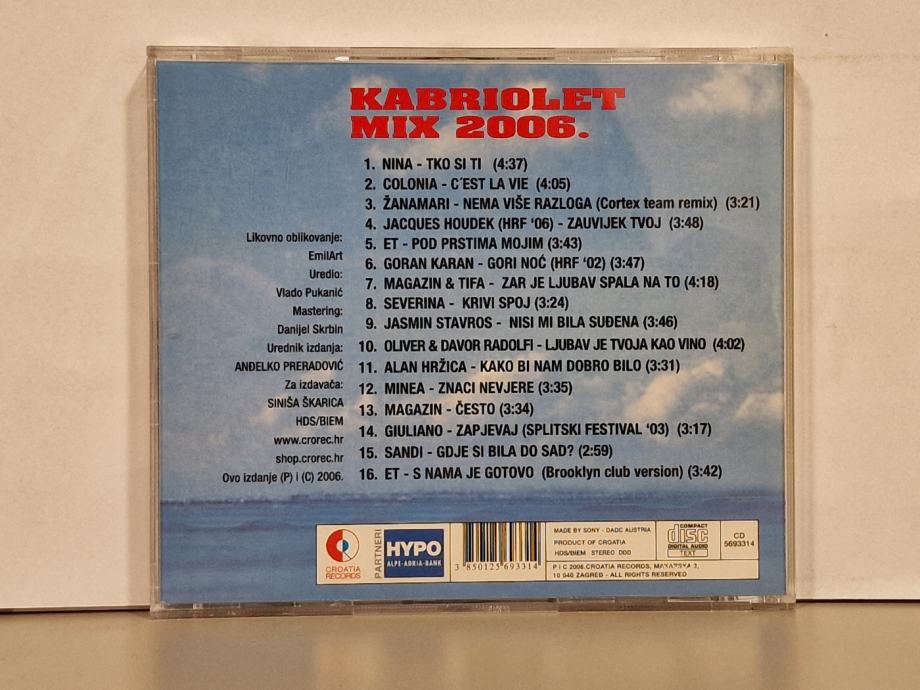 KABRIOLET
MIX 2006.
1. NINA - TKO SI TI (4:37)
2. COLONIA - C´EST LA VIE (4:05)
3. ŽANAMARI - NEMA VIŠE RAZLOGA (Cortex team remix) (3:21)
4. JACQUES HOUDEK (HRF '06) - ZAUVIJEK TVOJ (3:48)
5. ET - POD PRSTIMA MOJIM (3:43)
6. GORAN KARAN - GORI NOĆ (HRF '02) (3:47)
7. MAGAZIN & TIFA - ZAR JE LJUBAV SPALA NA TO (4:18)
8. SEVERINA - KRIVI SPOJ (3:24)
9. JASMIN STAVROS - NISI MI BILA SUĐENA (3:46)
10. OLIVER & DAVOR RADOLFI - LJUBAV JE TVOJA KAO VINO (4:02)
11. ALAN HRŽICA - KAKO BI NAM DOBRO BILO (3:31)
12. MINEA - ZNACI NEVJERE (3:35)
13. MAGAZIN - ČESTO (3:34)
14. GIULIANO - ZAPJEVAJ (SPLITSKI FESTIVAL '03) (3:17)
15. SANDI - GDJE SI BILA DO SAD? (2:59)
16. ET - S NAMA JE GOTOVO (Brooklyn club version) (3:42)
Likovno oblikovanje:
EmilArt
Uredio:
Vlado Pukanić
Mastering:
Danijel Skrbin
Urednik izdanja:
ANĐELKO PRERADOVIĆ
Za izdavača:
SINIŠA ŠKARICA
HDS/BIEM
www.crorec.hr
shop.crorec.hr
Ovo izdanje (P) i (C) 2006.
CROATIA
RECORDS
PARTNERI
HYPO
ALPE-ADRIA-BANK
3 850125 693314
MADE BY SONY - DADC AUSTRIA
PRODUCT OF CROATIA
HDS/BIEM STEREO DDD
COMPACT
disc
DIGITAL AUDIO
TEXT
CD
5693314
P I C 2006.CROATIA RECORDS, MAKARSKA 3,
10 040 ZAGREB - ALL RIGHTS RESERVED